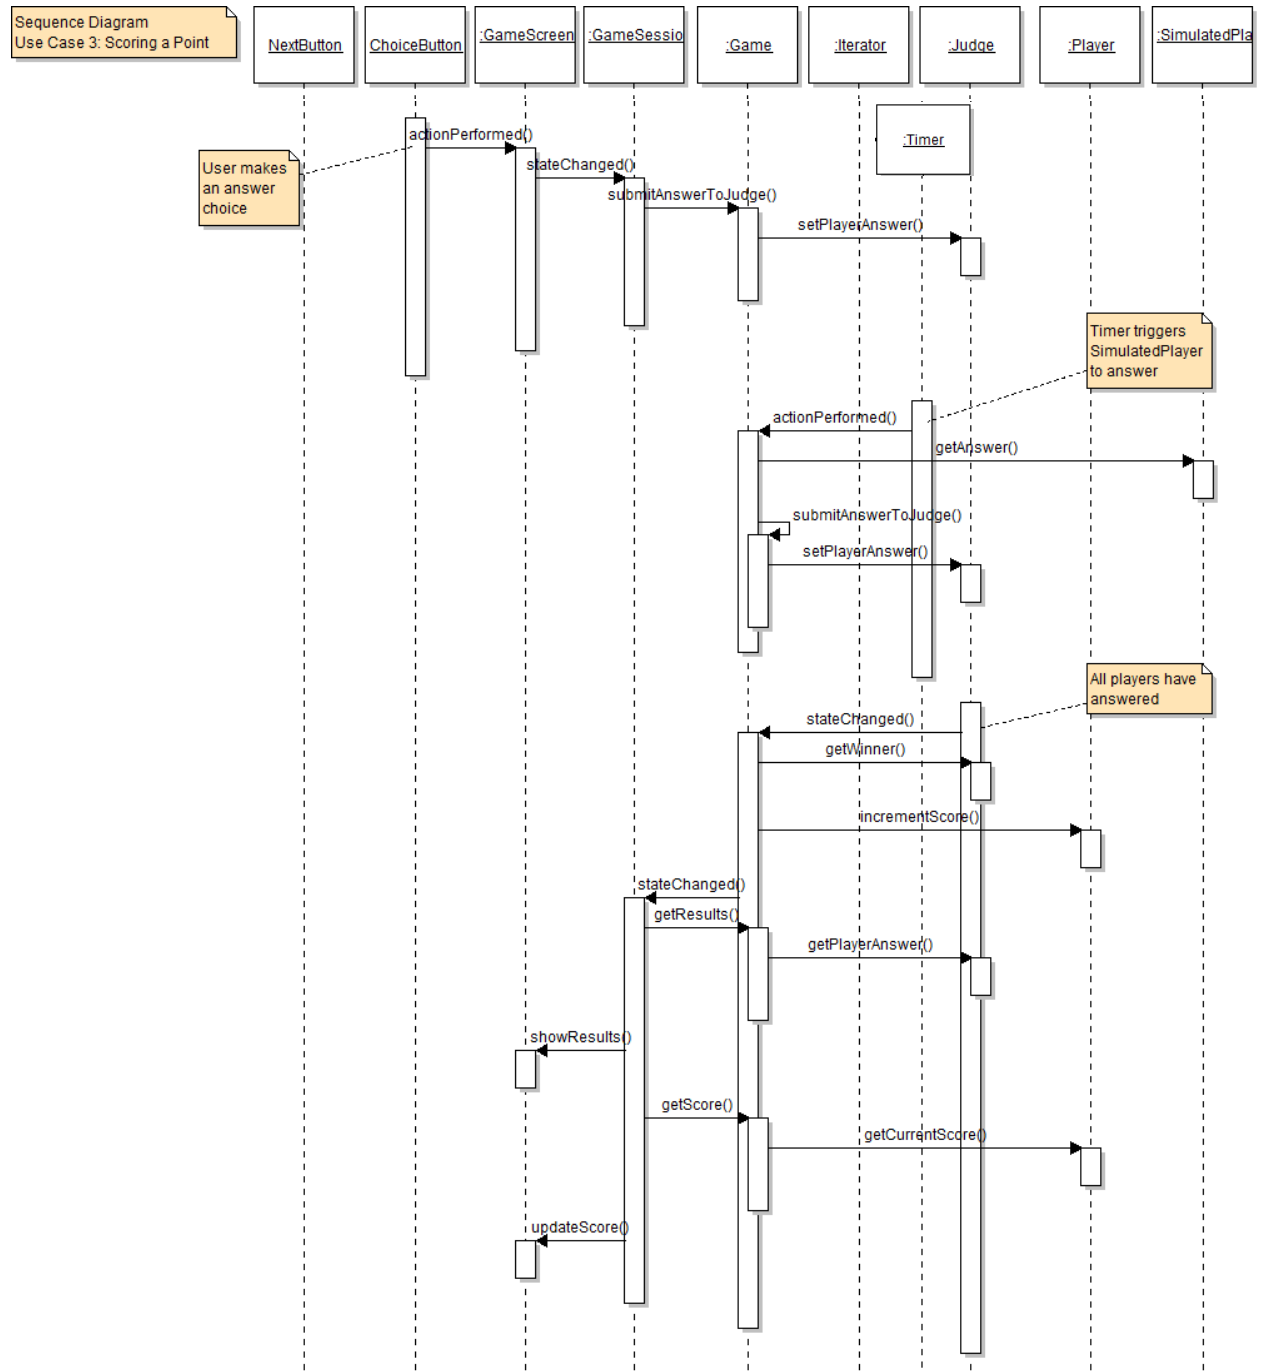 Sequence Diagram
Use Case 3: Scoring a Point
NextButton
ChoiceButton
:GameScreen
:GameSessio
:Game
:Iterator
:Judge
:Player
:SimulatedPla
:Timer
actionPerformed()
User makes
an answer
choice
stateChanged()
submitAnswerToJudge()
setPlayerAnswer()
Timer triggers
SimulatedPlayer
to answer
actionPerformed()
getAnswer()
submitAnswerToJudge()
setPlayerAnswer()
All players have
answered
stateChanged()
getWinner()
incrementScore()
stateChanged()
getResults()
getPlayerAnswer()
showResults()
getScore()
getCurrentScore()
updateScore()